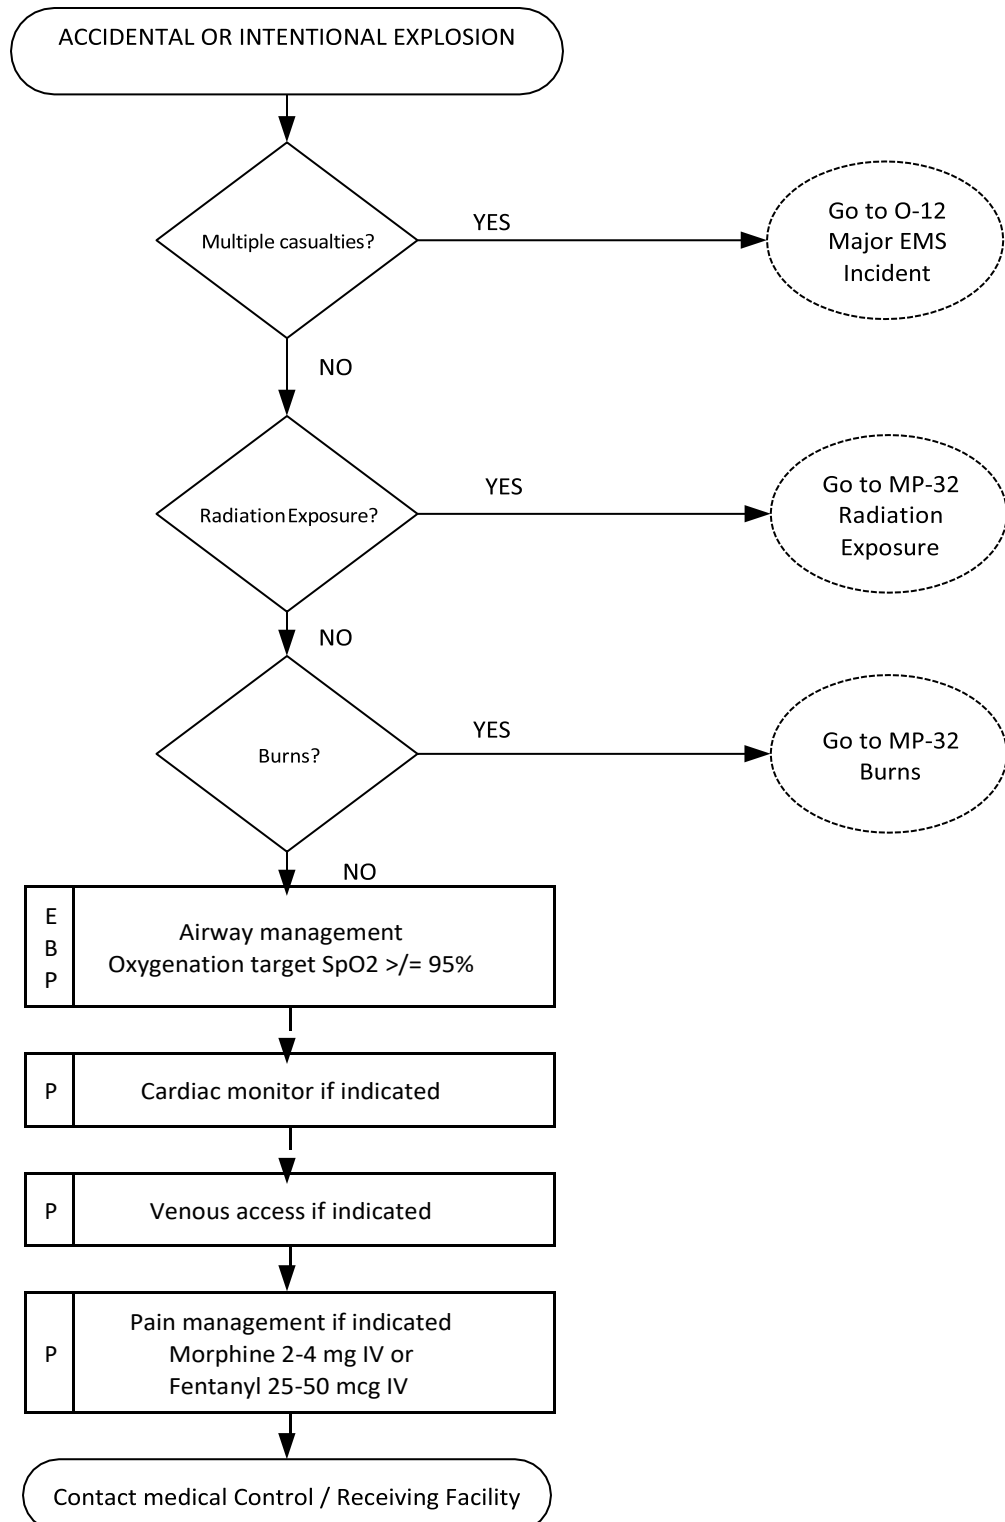 ACCIDENTAL OR INTENTIONAL EXPLOSION
Multiple casualties?
YES
Go to O-12
Major EMS
Incident
NO
Radiation Exposure?
YES
Go to MP-32
Radiation
Exposure
NO
Burns?
YES
Go to MP-32
Burns
NO
E
B
P
Airway management
Oxygenation target SpO2 >/= 95%
P
Cardiac monitor if indicated
P
Venous access if indicated
P
Pain management if indicated
Morphine 2-4 mg IV or
Fentanyl 25-50 mcg IV
Contact medical Control / Receiving Facility